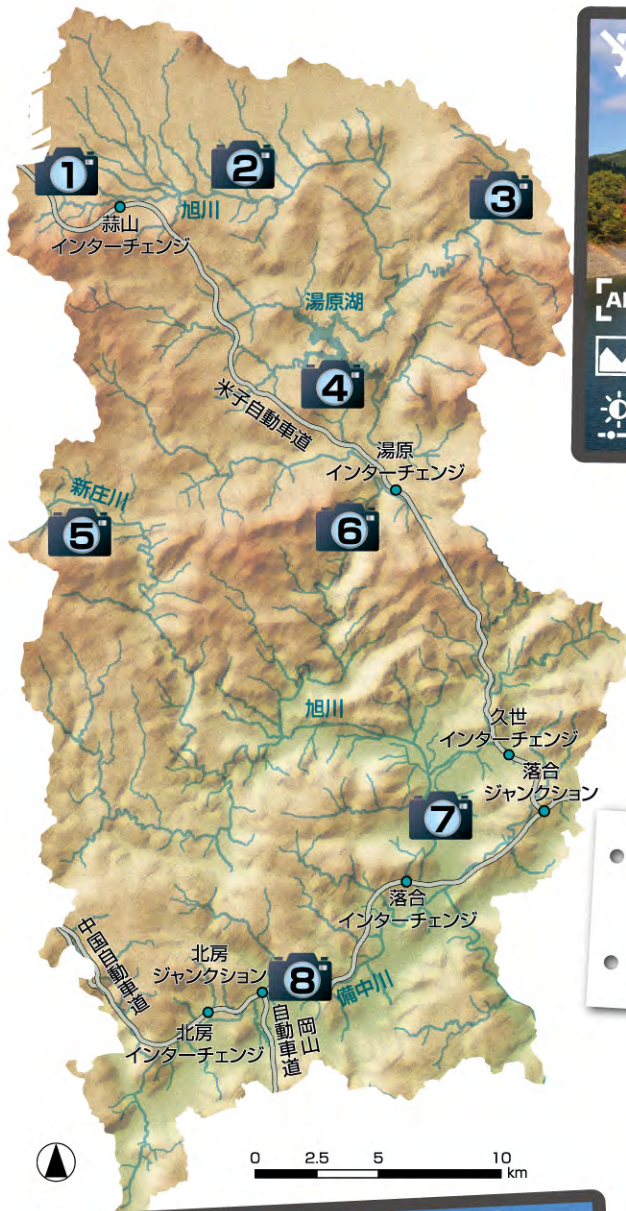 1
2
3
旭川
蒜山
インターチェンジ
湯原湖
4
米子自動車道
湯原
インターチェンジ
新庄川
5
6
旭川
久世
インターチェンジ
落合
ジャンクション
7
落合
インターチェンジ
中国自動車道
北房
ジャンクション
8
備中川
北房
インターチェンジ
岡山
自動車道
0 2.5 5 10
km